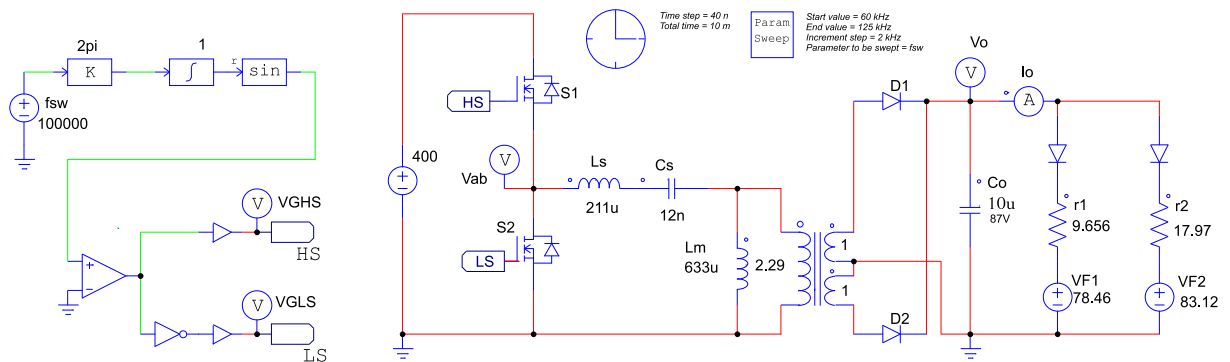 2pi
K
1
∫
r
sin
fsw
100000
VGHS
V
HS
VGLS
V
LS
Time step = 40 n
Total time = 10 m
Param
Sweep
Start value = 60 kHz
End value = 125 kHz
Increment step = 2 kHz
Parameter to be swept = fsw
400
HS
S1
V
Vab
S2
LS
Ls
211u
Cs
12n
Lm
633u
2.29
1
1
D1
D2
Vo
V
Io
A
Co
10u
87V
r1
9.656
r2
17.97
VF1
78.46
VF2
83.12